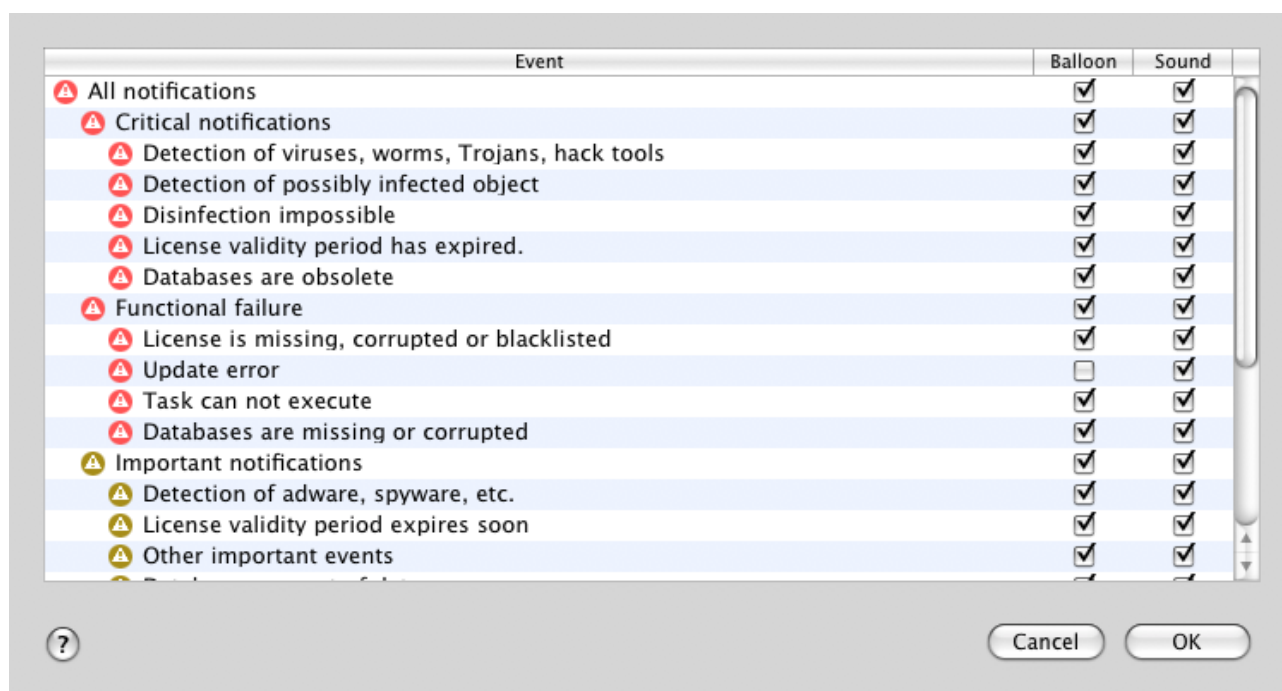 Event Balloon Sound
All notifications
Critical notifications
Detection of viruses, worms, Trojans, hack tools
Detection of possibly infected object
Disinfection impossible
License validity period has expired.
Databases are obsolete
Functional failure
License is missing, corrupted or blacklisted
Update error
Task can not execute
Databases are missing or corrupted
Important notifications
Detection of adware, spyware, etc.
License validity period expires soon
Other important events
? Cancel OK